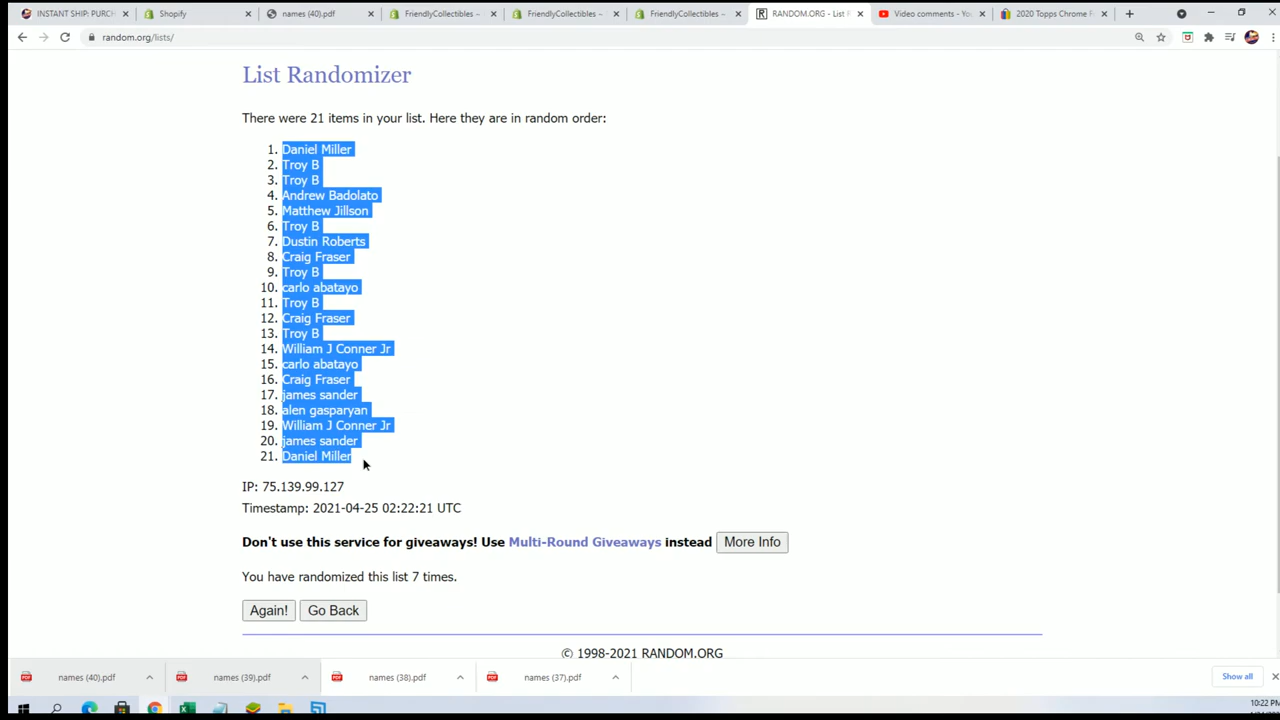 INSTANT SHIP: PURCH
Shopify
names (40).pdf
FriendlyCollectibles –
FriendlyCollectibles –
FriendlyCollectibles –
RANDOM.ORG - List R
Video comments - Yo
2020 Topps Chrome F
random.org/lists/
List Randomizer
There were 21 items in your list. Here they are in random order:
1. Daniel Miller
2. Troy B
3. Troy B
4. Andrew Badolato
5. Matthew Jillson
6. Troy B
7. Dustin Roberts
8. Craig Fraser
9. Troy B
10. carlo abatayo
11. Troy B
12. Craig Fraser
13. Troy B
14. William J Conner Jr
15. carlo abatayo
16. Craig Fraser
17. james sander
18. alen gasparyan
19. William J Conner Jr
20. james sander
21. Daniel Miller
IP: 75.139.99.127
Timestamp: 2021-04-25 02:22:21 UTC
Don't use this service for giveaways! Use Multi-Round Giveaways instead More Info
You have randomized this list 7 times.
Again! Go Back
© 1998-2021 RANDOM.ORG
names (40).pdf
names (39).pdf
names (38).pdf
names (37).pdf
Show all
10:22 PM